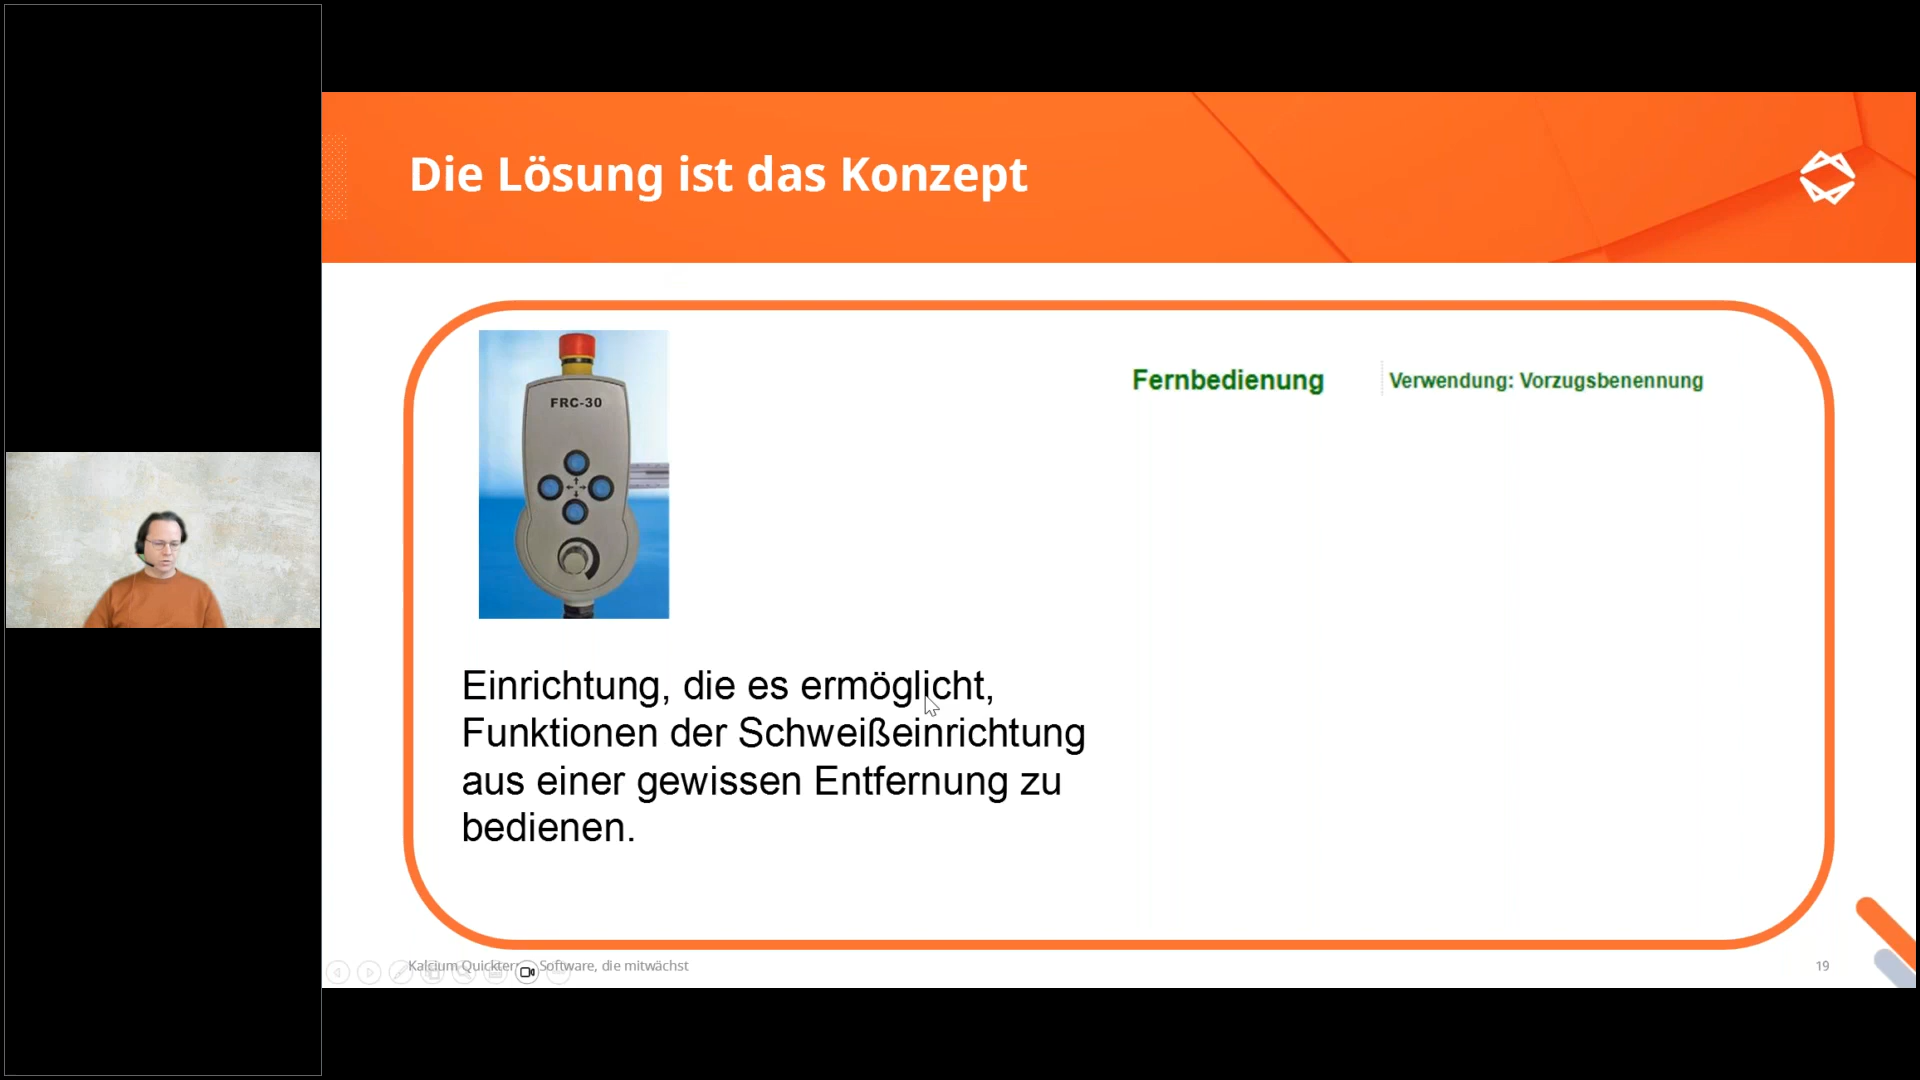 Die Lösung ist das Konzept
FRC-30
Fernbedienung
Verwendung: Vorzugsbenennung
Einrichtung, die es ermöglicht,
Funktionen der Schweißeinrichtung
aus einer gewissen Entfernung zu
bedienen.
Kalcium Quickter Software, die mitwächst
19